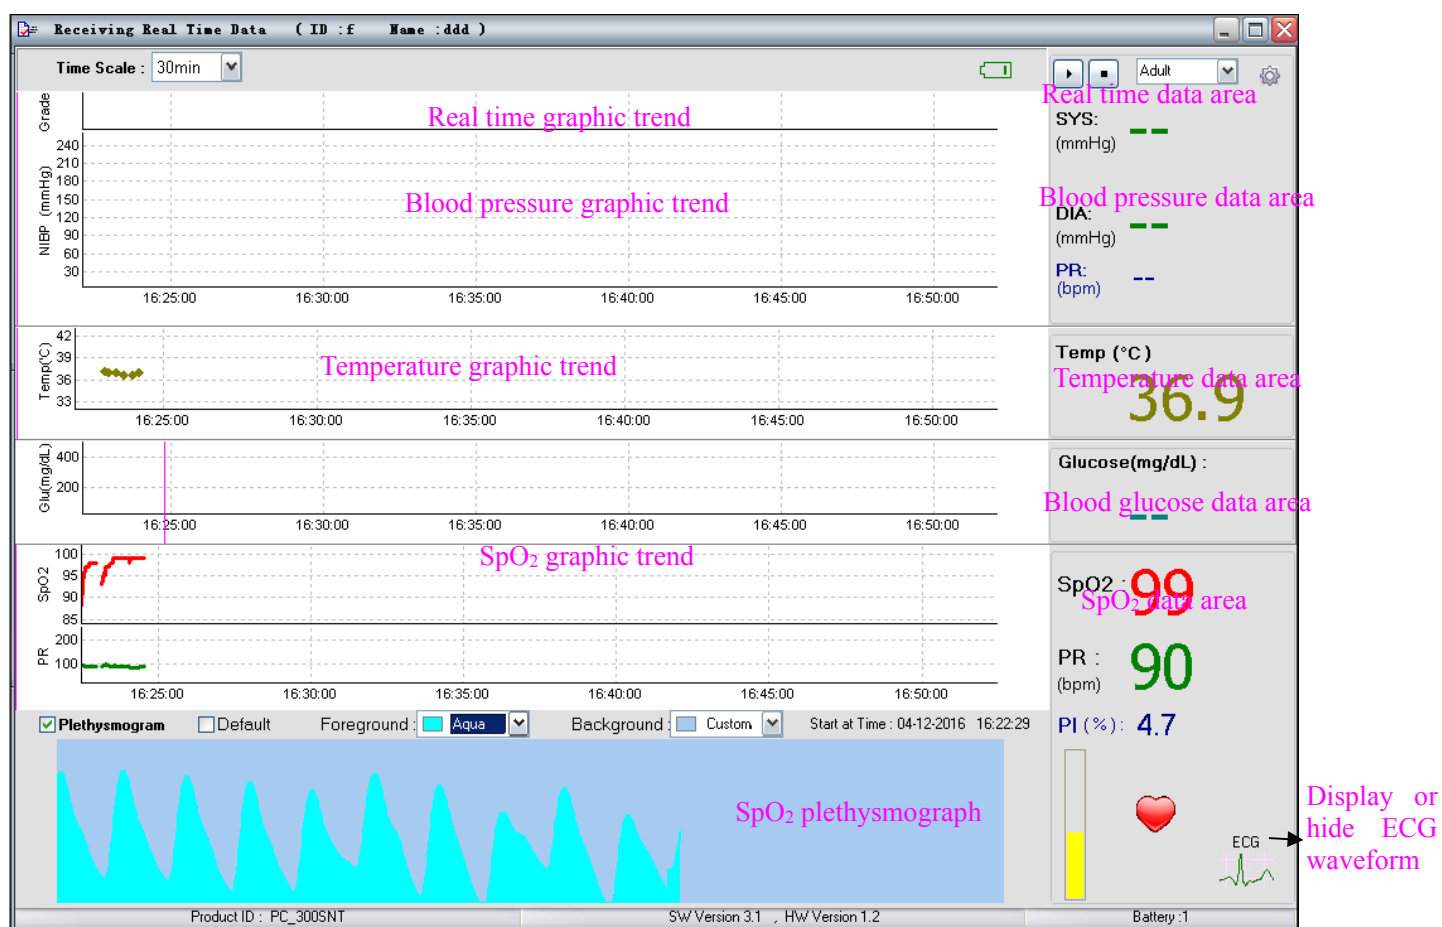 Receiving Real Time Data ( ID :f Name :ddd )
Time Scale : 30min
Adult
Real time data area
Grade
Real time graphic trend
SYS:
(mmHg)
-- 
NIBP (mmHg)
240
210
180
150
120
90
60
30
Blood pressure graphic trend
Blood pressure data area
DIA:
(mmHg)
--
PR:
(bpm)
--
16:25:00 16:30:00 16:35:00 16:40:00 16:45:00 16:50:00
Temp(°C)
42
39
36
33
Temperature graphic trend
Temp (°C)
Temperature data area
36.9
16:25:00 16:30:00 16:35:00 16:40:00 16:45:00 16:50:00
Glu(mg/dL)
400
200
Glucose(mg/dL) :
Blood glucose data area
--
16:25:00 16:30:00 16:35:00 16:40:00 16:45:00 16:50:00
SpO2
100
95
90
85
SpO₂ graphic trend
SpO2 : 99
SpO₂ data area
PR
200
100
PR : 90
(bpm)
16:25:00 16:30:00 16:35:00 16:40:00 16:45:00 16:50:00
Plethysmogram Default Foreground : Aqua Background : Custom Start at Time : 04-12-2016 16:22:29
PI (%) : 4.7
SpO₂ plethysmograph
ECG
Display or
hide ECG
waveform
Product ID : PC_300SNT SW Version 3.1 , HW Version 1.2 Battery :1